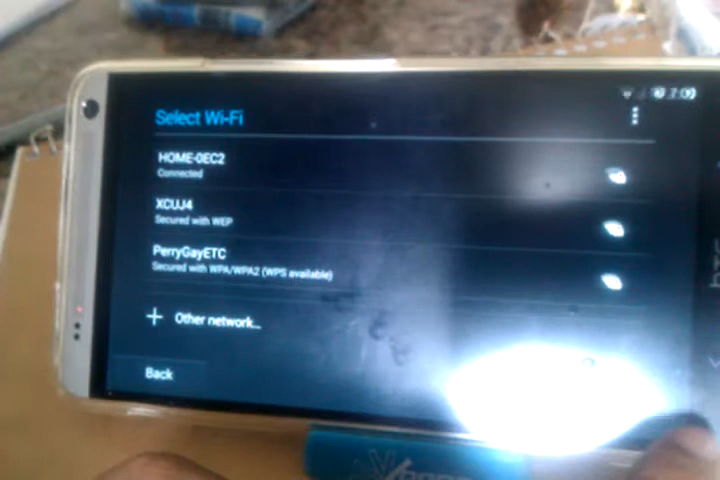 7:09
Select Wi-Fi
HOME-0EC2
Connected
XCUJ4
Secured with WEP
PerryGayETC
Secured with WPA/WPA2 (WPS available)
+ Other network...
Back